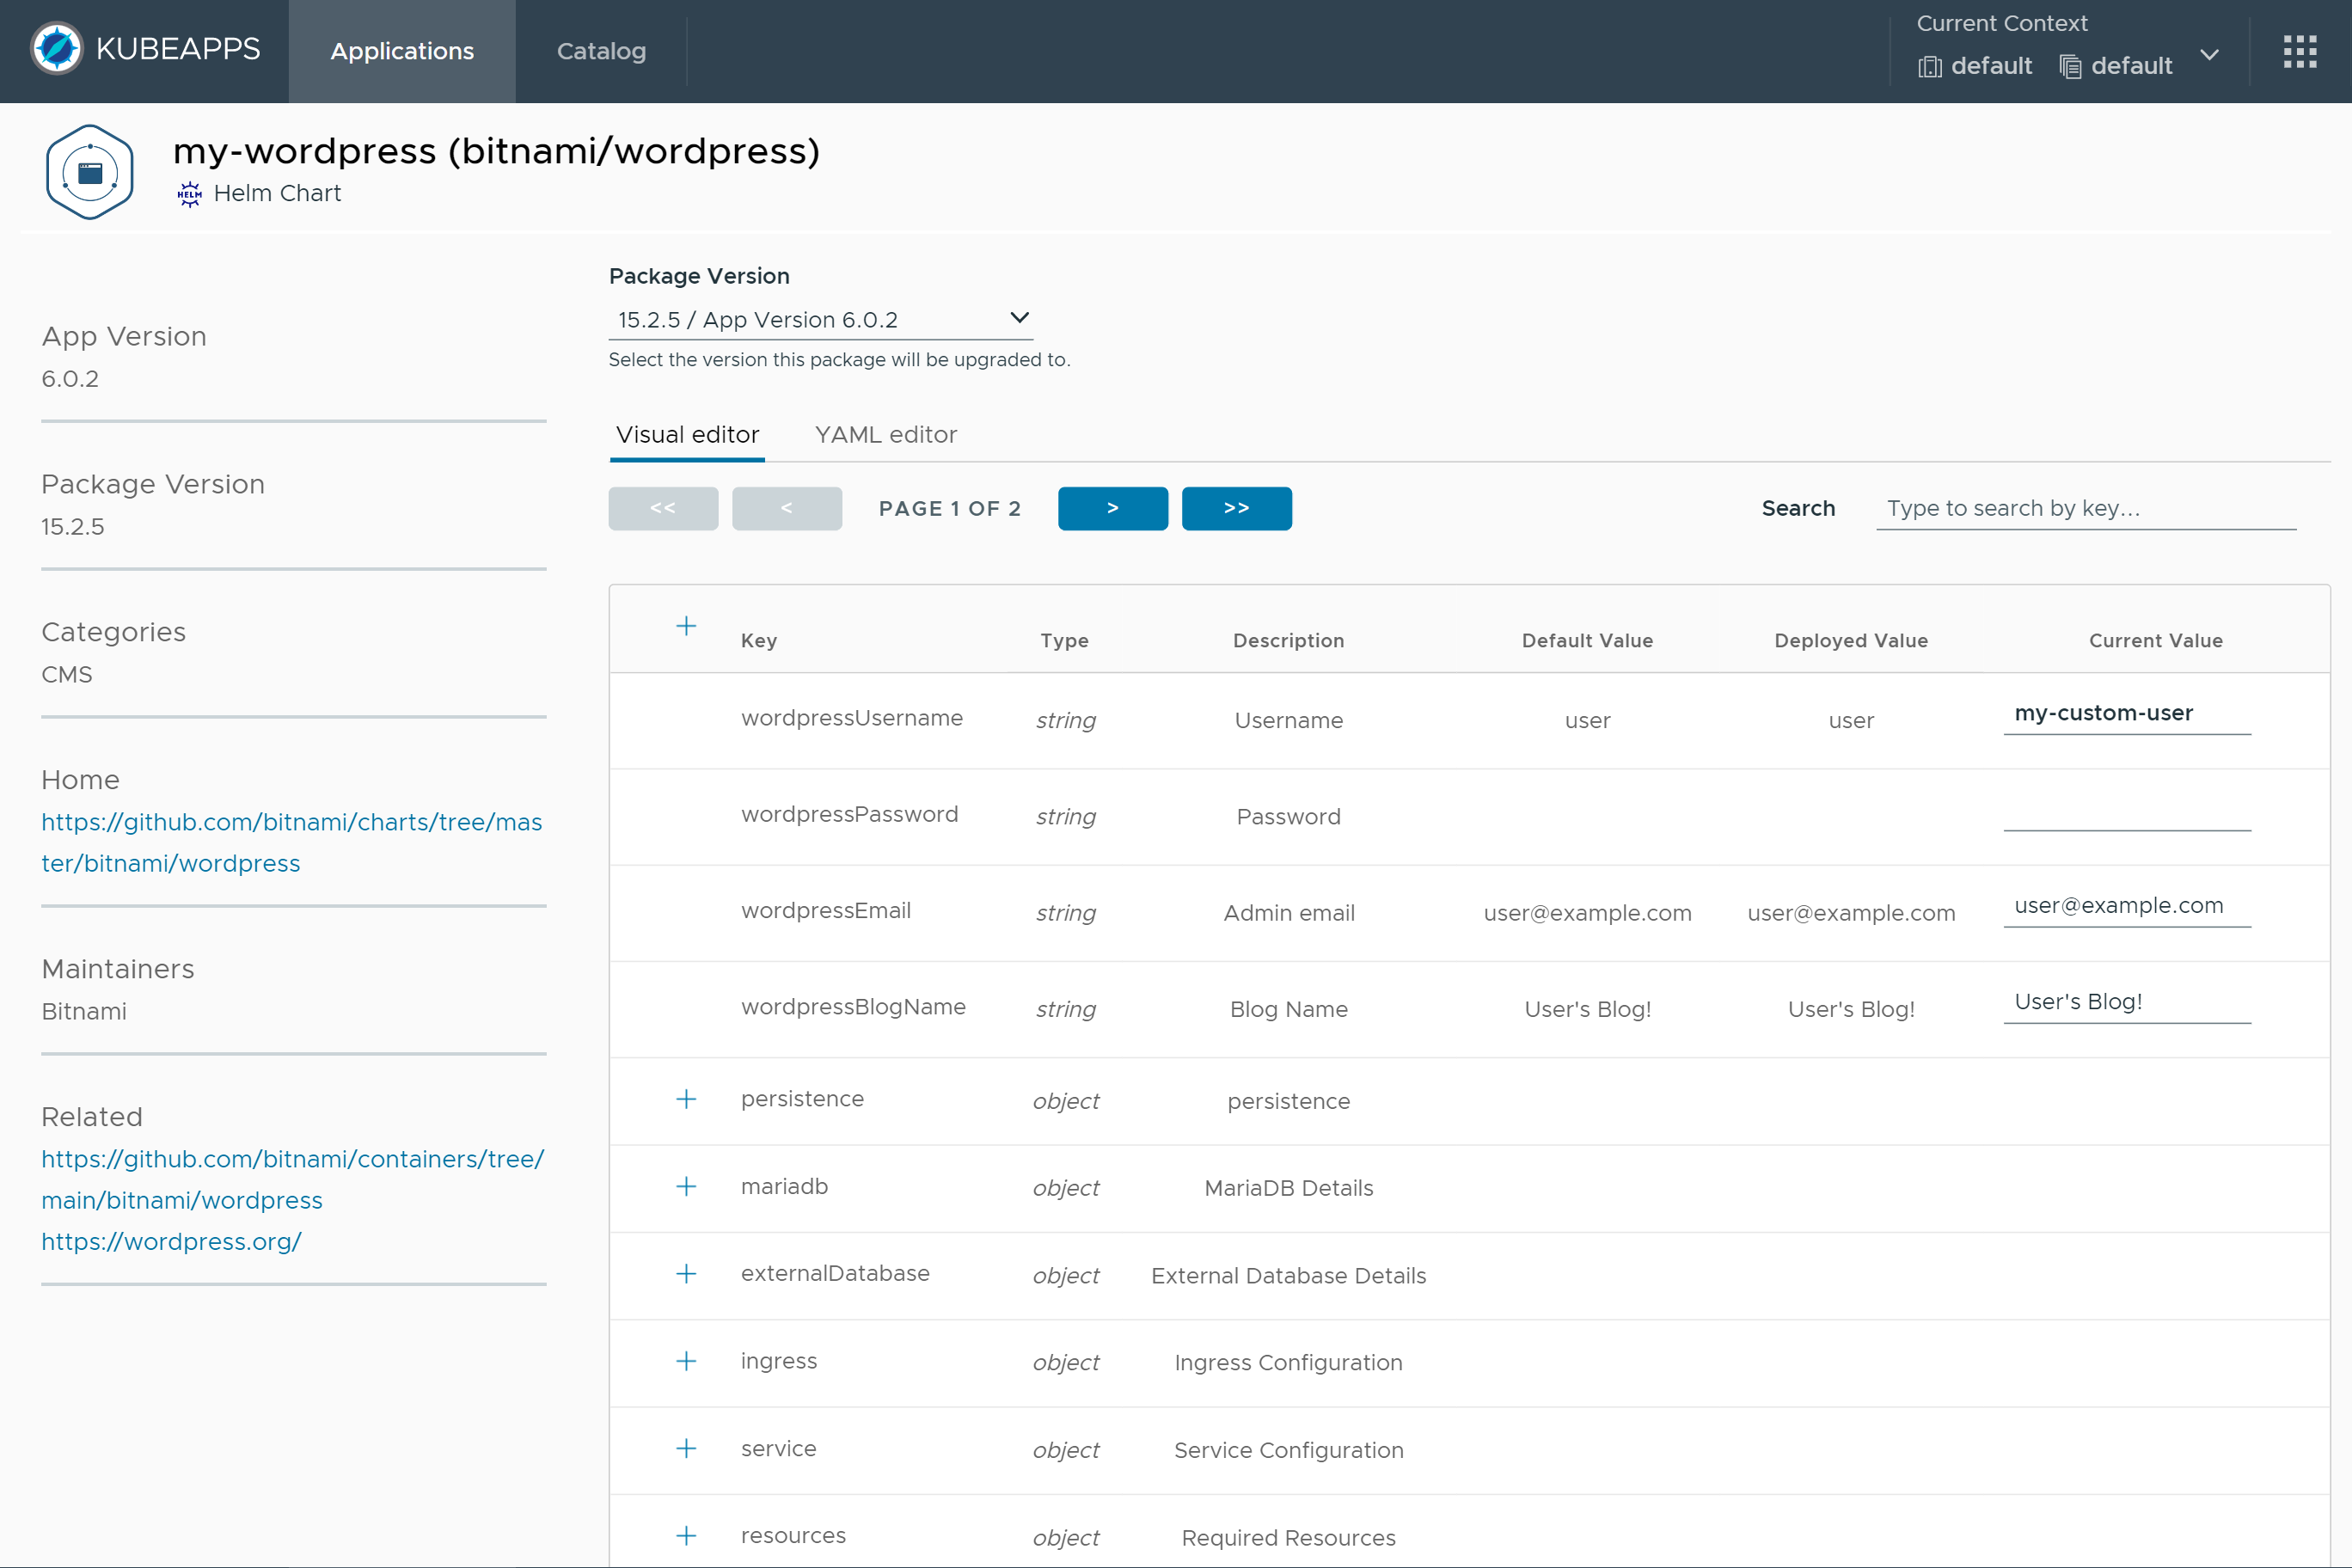 KUBEAPPS
Applications
Catalog
Current Context
default default
my-wordpress (bitnami/wordpress)
HELM Helm Chart
App Version
6.0.2
Package Version
15.2.5
Categories
CMS
Home
https://github.com/bitnami/charts/tree/mas
ter/bitnami/wordpress
Maintainers
Bitnami
Related
https://github.com/bitnami/containers/tree/
main/bitnami/wordpress
https://wordpress.org/
Package Version
15.2.5 / App Version 6.0.2
Select the version this package will be upgraded to.
Visual editor YAML editor
<< < PAGE 1 OF 2 > >> Search Type to search by key...
+ Key Type Description Default Value Deployed Value Current Value
wordpressUsername string Username user user my-custom-user
wordpressPassword string Password
wordpressEmail string Admin email user@example.com user@example.com user@example.com
wordpressBlogName string Blog Name User's Blog! User's Blog! User's Blog!
+ persistence object persistence
+ mariadb object MariaDB Details
+ externalDatabase object External Database Details
+ ingress object Ingress Configuration
+ service object Service Configuration
+ resources object Required Resources